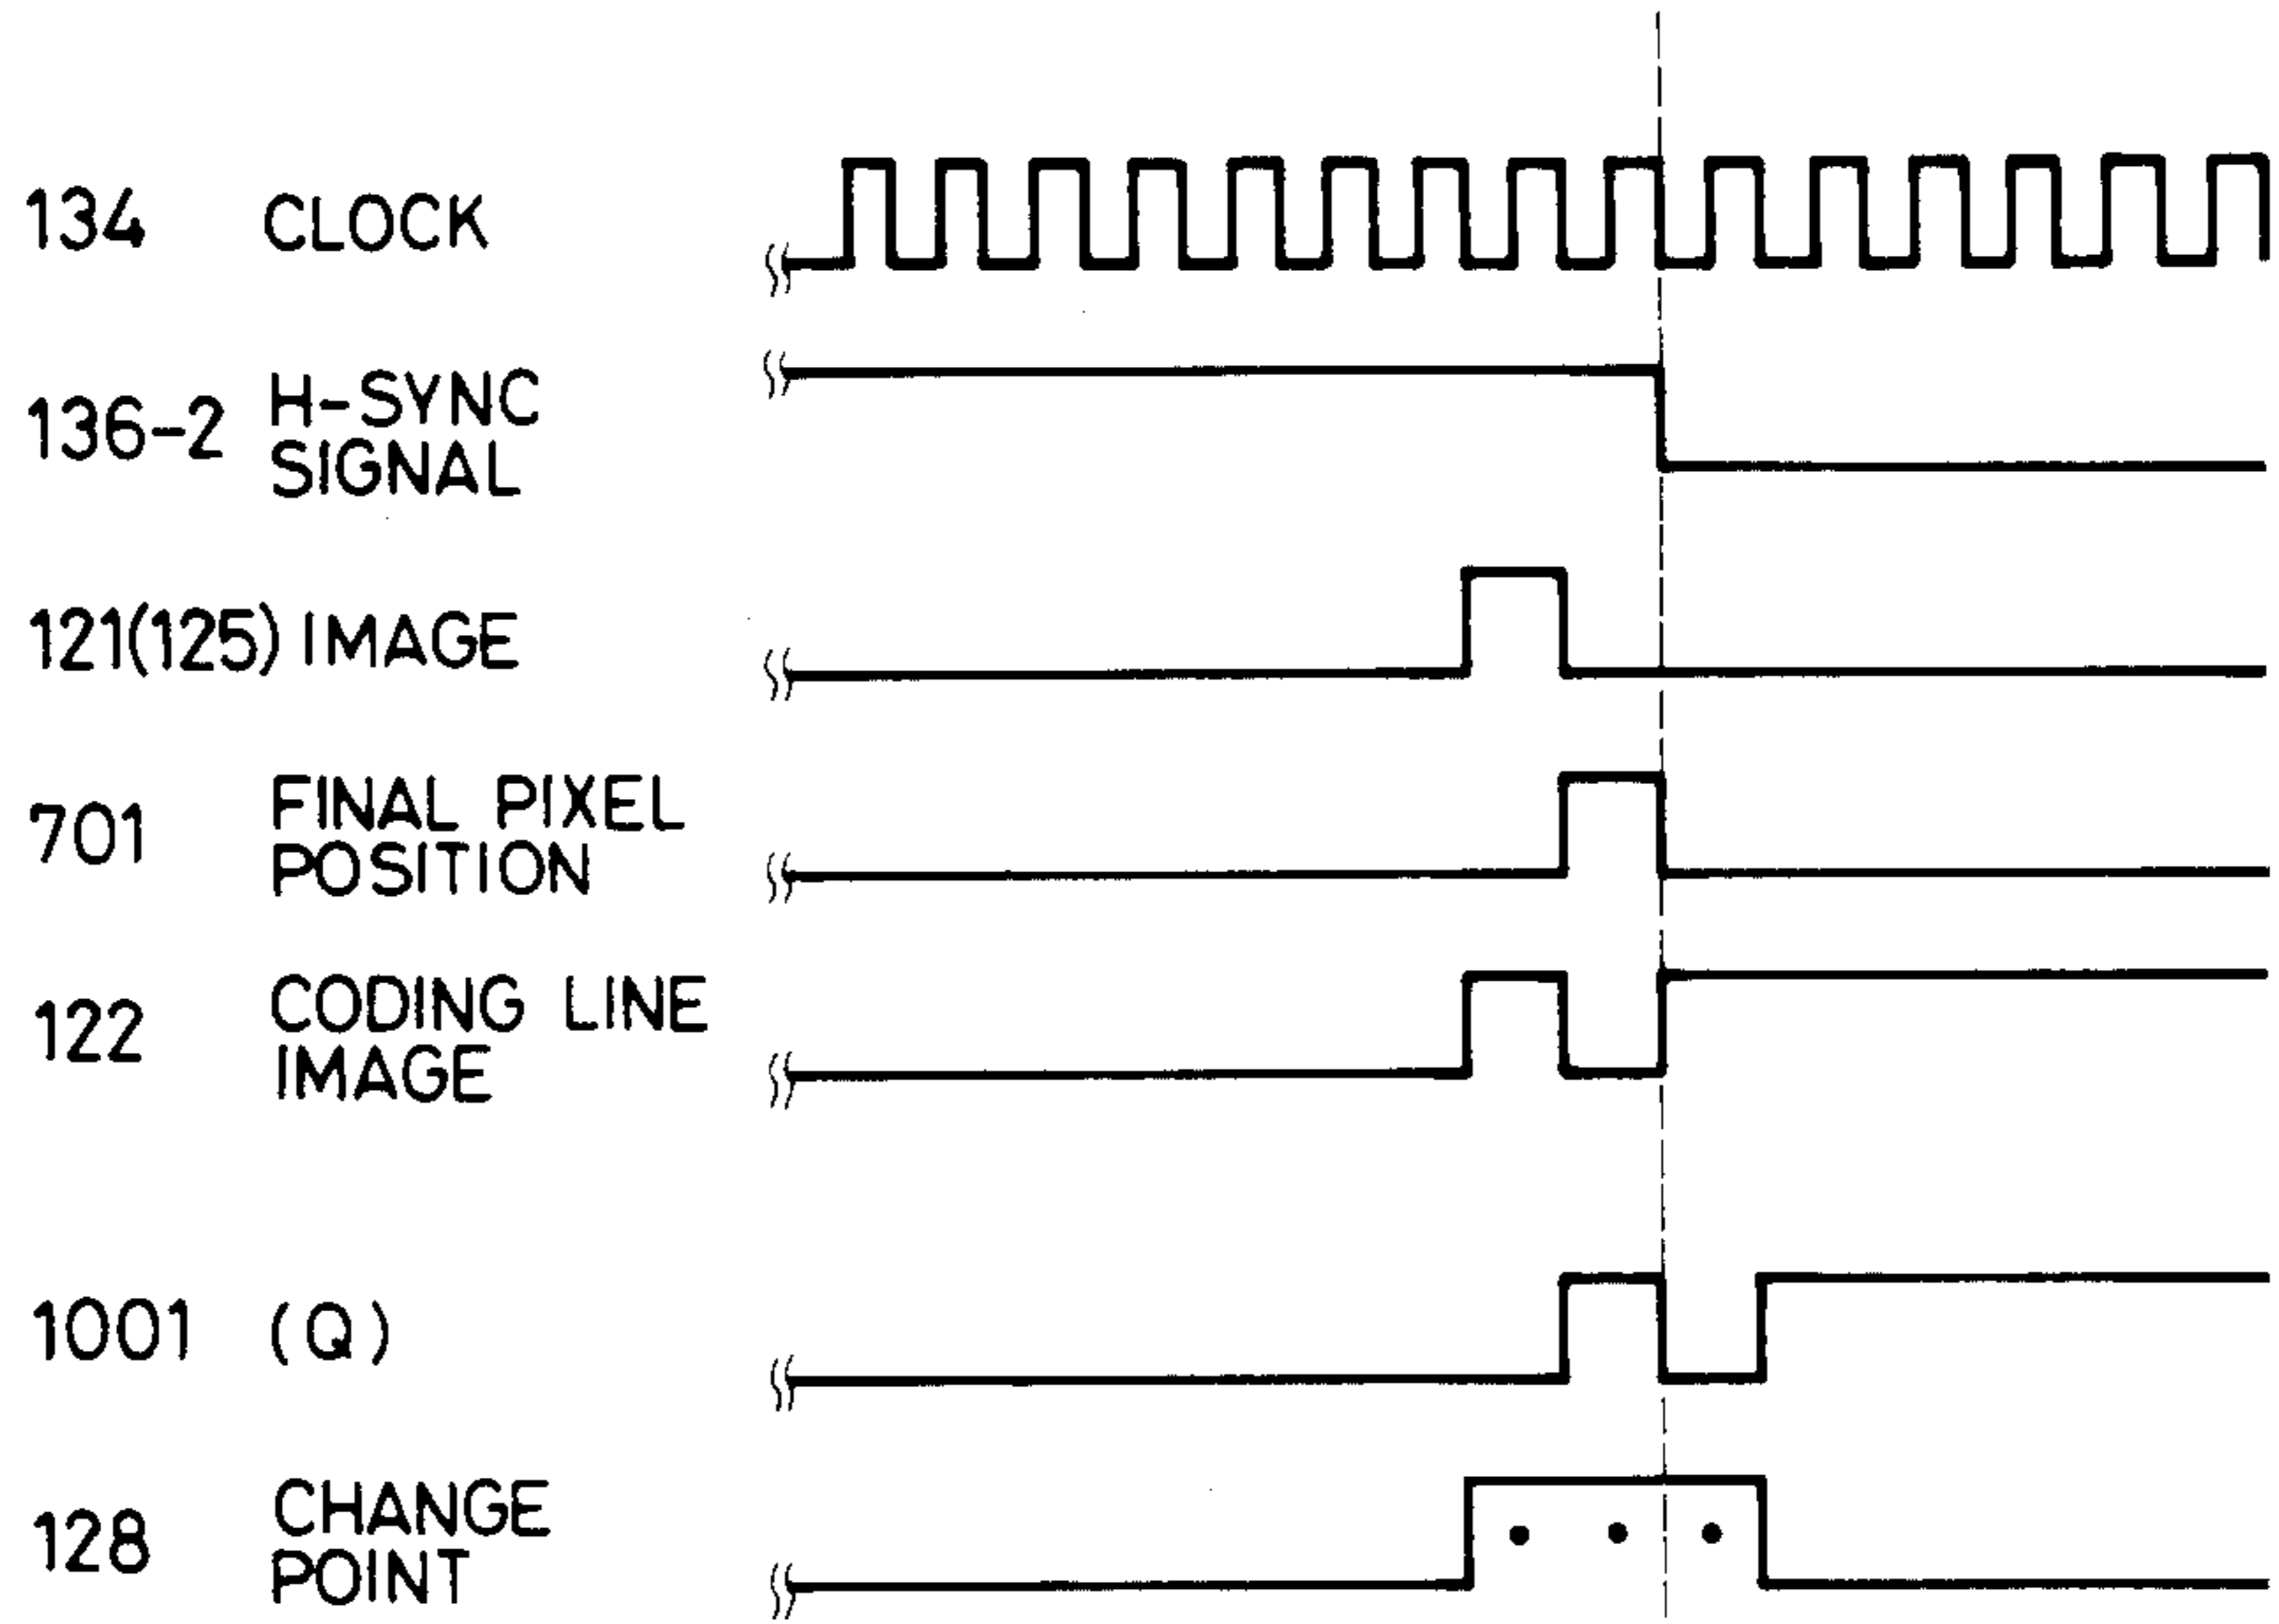 134 CLOCK
136-2 H-SYNC
SIGNAL
121(125) IMAGE
701 FINAL PIXEL
POSITION
122 CODING LINE
IMAGE
1001 (Q)
128 CHANGE
POINT